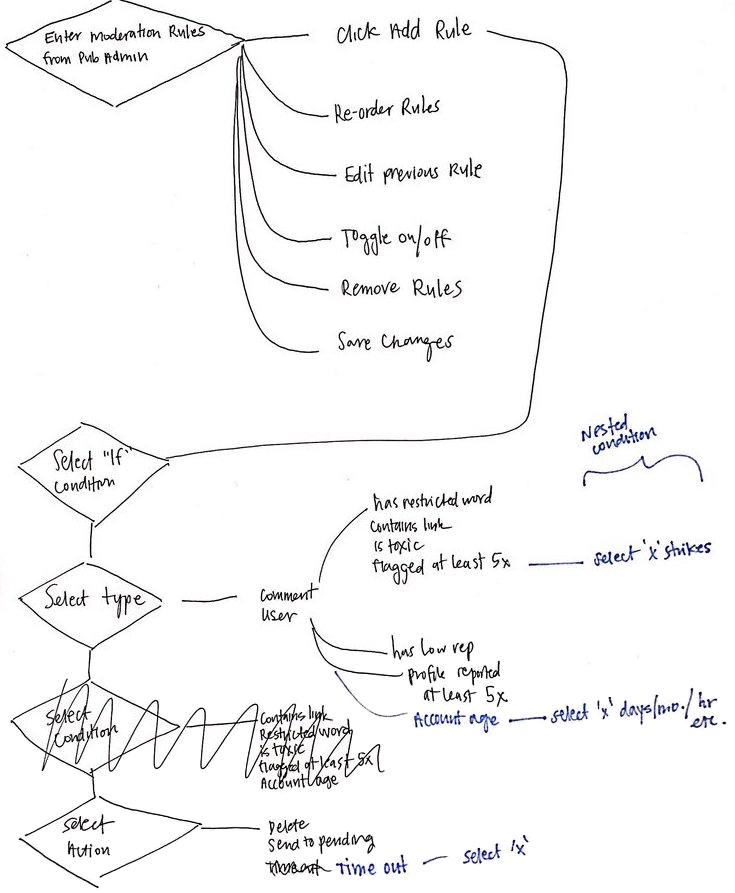 Enter Moderation Rules
from Pub Admin
Click Add Rule
Re-order Rules
Edit previous Rule
Toggle on/off
Remove Rules
Save Changes
Select "If"
Condition
Nested
condition
has restricted word
contains link
is toxic
flagged at least 5x
select 'x' strikes
Select type
comment
user
has low rep
profile reported
at least 5x
Account age
select 'x' days/mo./hr
etc.
Select
Condition
Contains link
Restricted word
is toxic
flagged at least 5x
Account age
Select
Action
Delete
Send to pending
Timeout
Time out
select 'x'